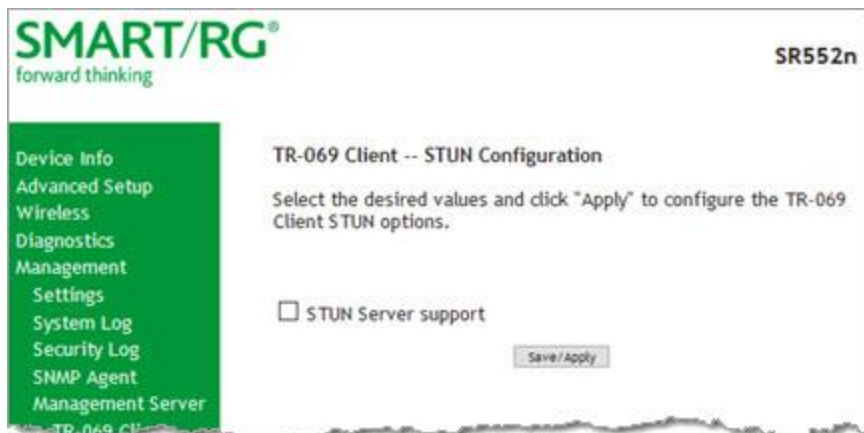 SMART/RG®
forward thinking
SR552n
Device Info
Advanced Setup
Wireless
Diagnostics
Management
Settings
System Log
Security Log
SNMP Agent
Management Server
TR-069 Client -- STUN Configuration
Select the desired values and click "Apply" to configure the TR-069
Client STUN options.
STUN Server support
Save/Apply